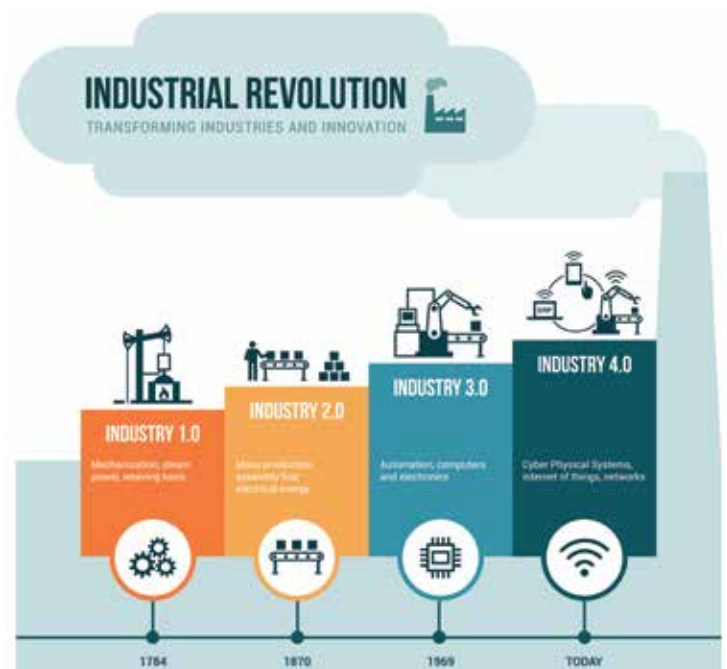 INDUSTRIAL REVOLUTION
TRANSFORMING INDUSTRIES AND INNOVATION
INDUSTRY 1.0
Mechanization, steam
power, weaving loom
INDUSTRY 2.0
Mass production,
assembly line,
electrical energy
INDUSTRY 3.0
Automation, computers
and electronics
INDUSTRY 4.0
Cyber Physical Systems,
internet of things, networks
ERP
1784
1870
1969
TODAY